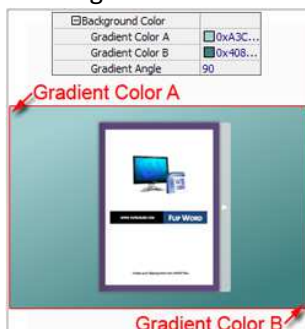 Background Color
Gradient Color A 0xA3C...
Gradient Color B 0x408...
Gradient Angle 90
Gradient Color A
FLIP WORD
Gradient Color B